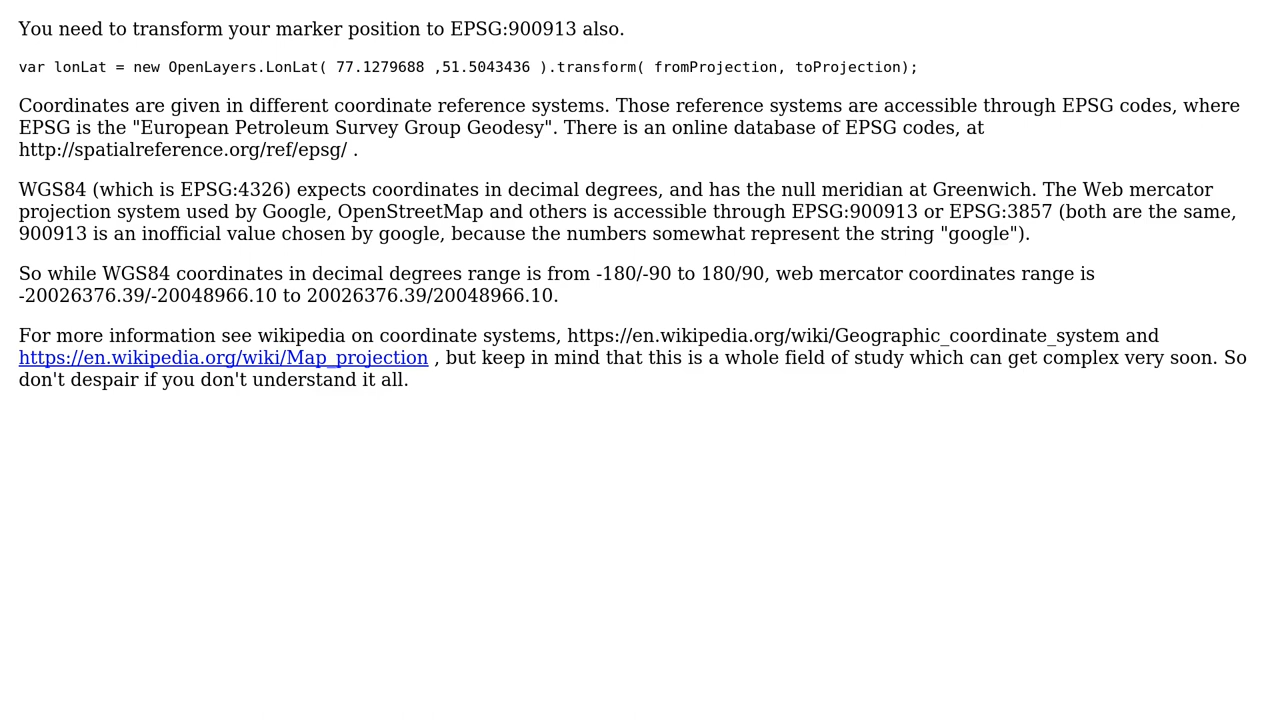 You need to transform your marker position to EPSG:900913 also.
var lonLat = new OpenLayers.LonLat( 77.1279688 ,51.5043436 ).transform( fromProjection, toProjection);
Coordinates are given in different coordinate reference systems. Those reference systems are accessible through EPSG codes, where
EPSG is the "European Petroleum Survey Group Geodesy". There is an online database of EPSG codes, at
http://spatialreference.org/ref/epsg/ .
WGS84 (which is EPSG:4326) expects coordinates in decimal degrees, and has the null meridian at Greenwich. The Web mercator
projection system used by Google, OpenStreetMap and others is accessible through EPSG:900913 or EPSG:3857 (both are the same,
900913 is an inofficial value chosen by google, because the numbers somewhat represent the string "google").
So while WGS84 coordinates in decimal degrees range is from -180/-90 to 180/90, web mercator coordinates range is
-20026376.39/-20048966.10 to 20026376.39/20048966.10.
For more information see wikipedia on coordinate systems, https://en.wikipedia.org/wiki/Geographic_coordinate_system and
https://en.wikipedia.org/wiki/Map_projection , but keep in mind that this is a whole field of study which can get complex very soon. So
don't despair if you don't understand it all.